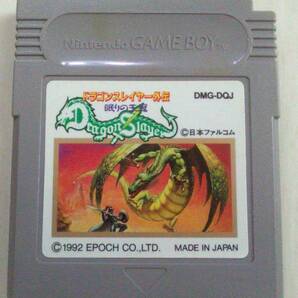 Nintendo GAME BOY
ドラゴンスレイヤー外伝
DMG-DQJ
眠りの王冠
Dragon Slayer
©日本ファルコム
©1992 EPOCH CO.,LTD.
MADE IN JAPAN